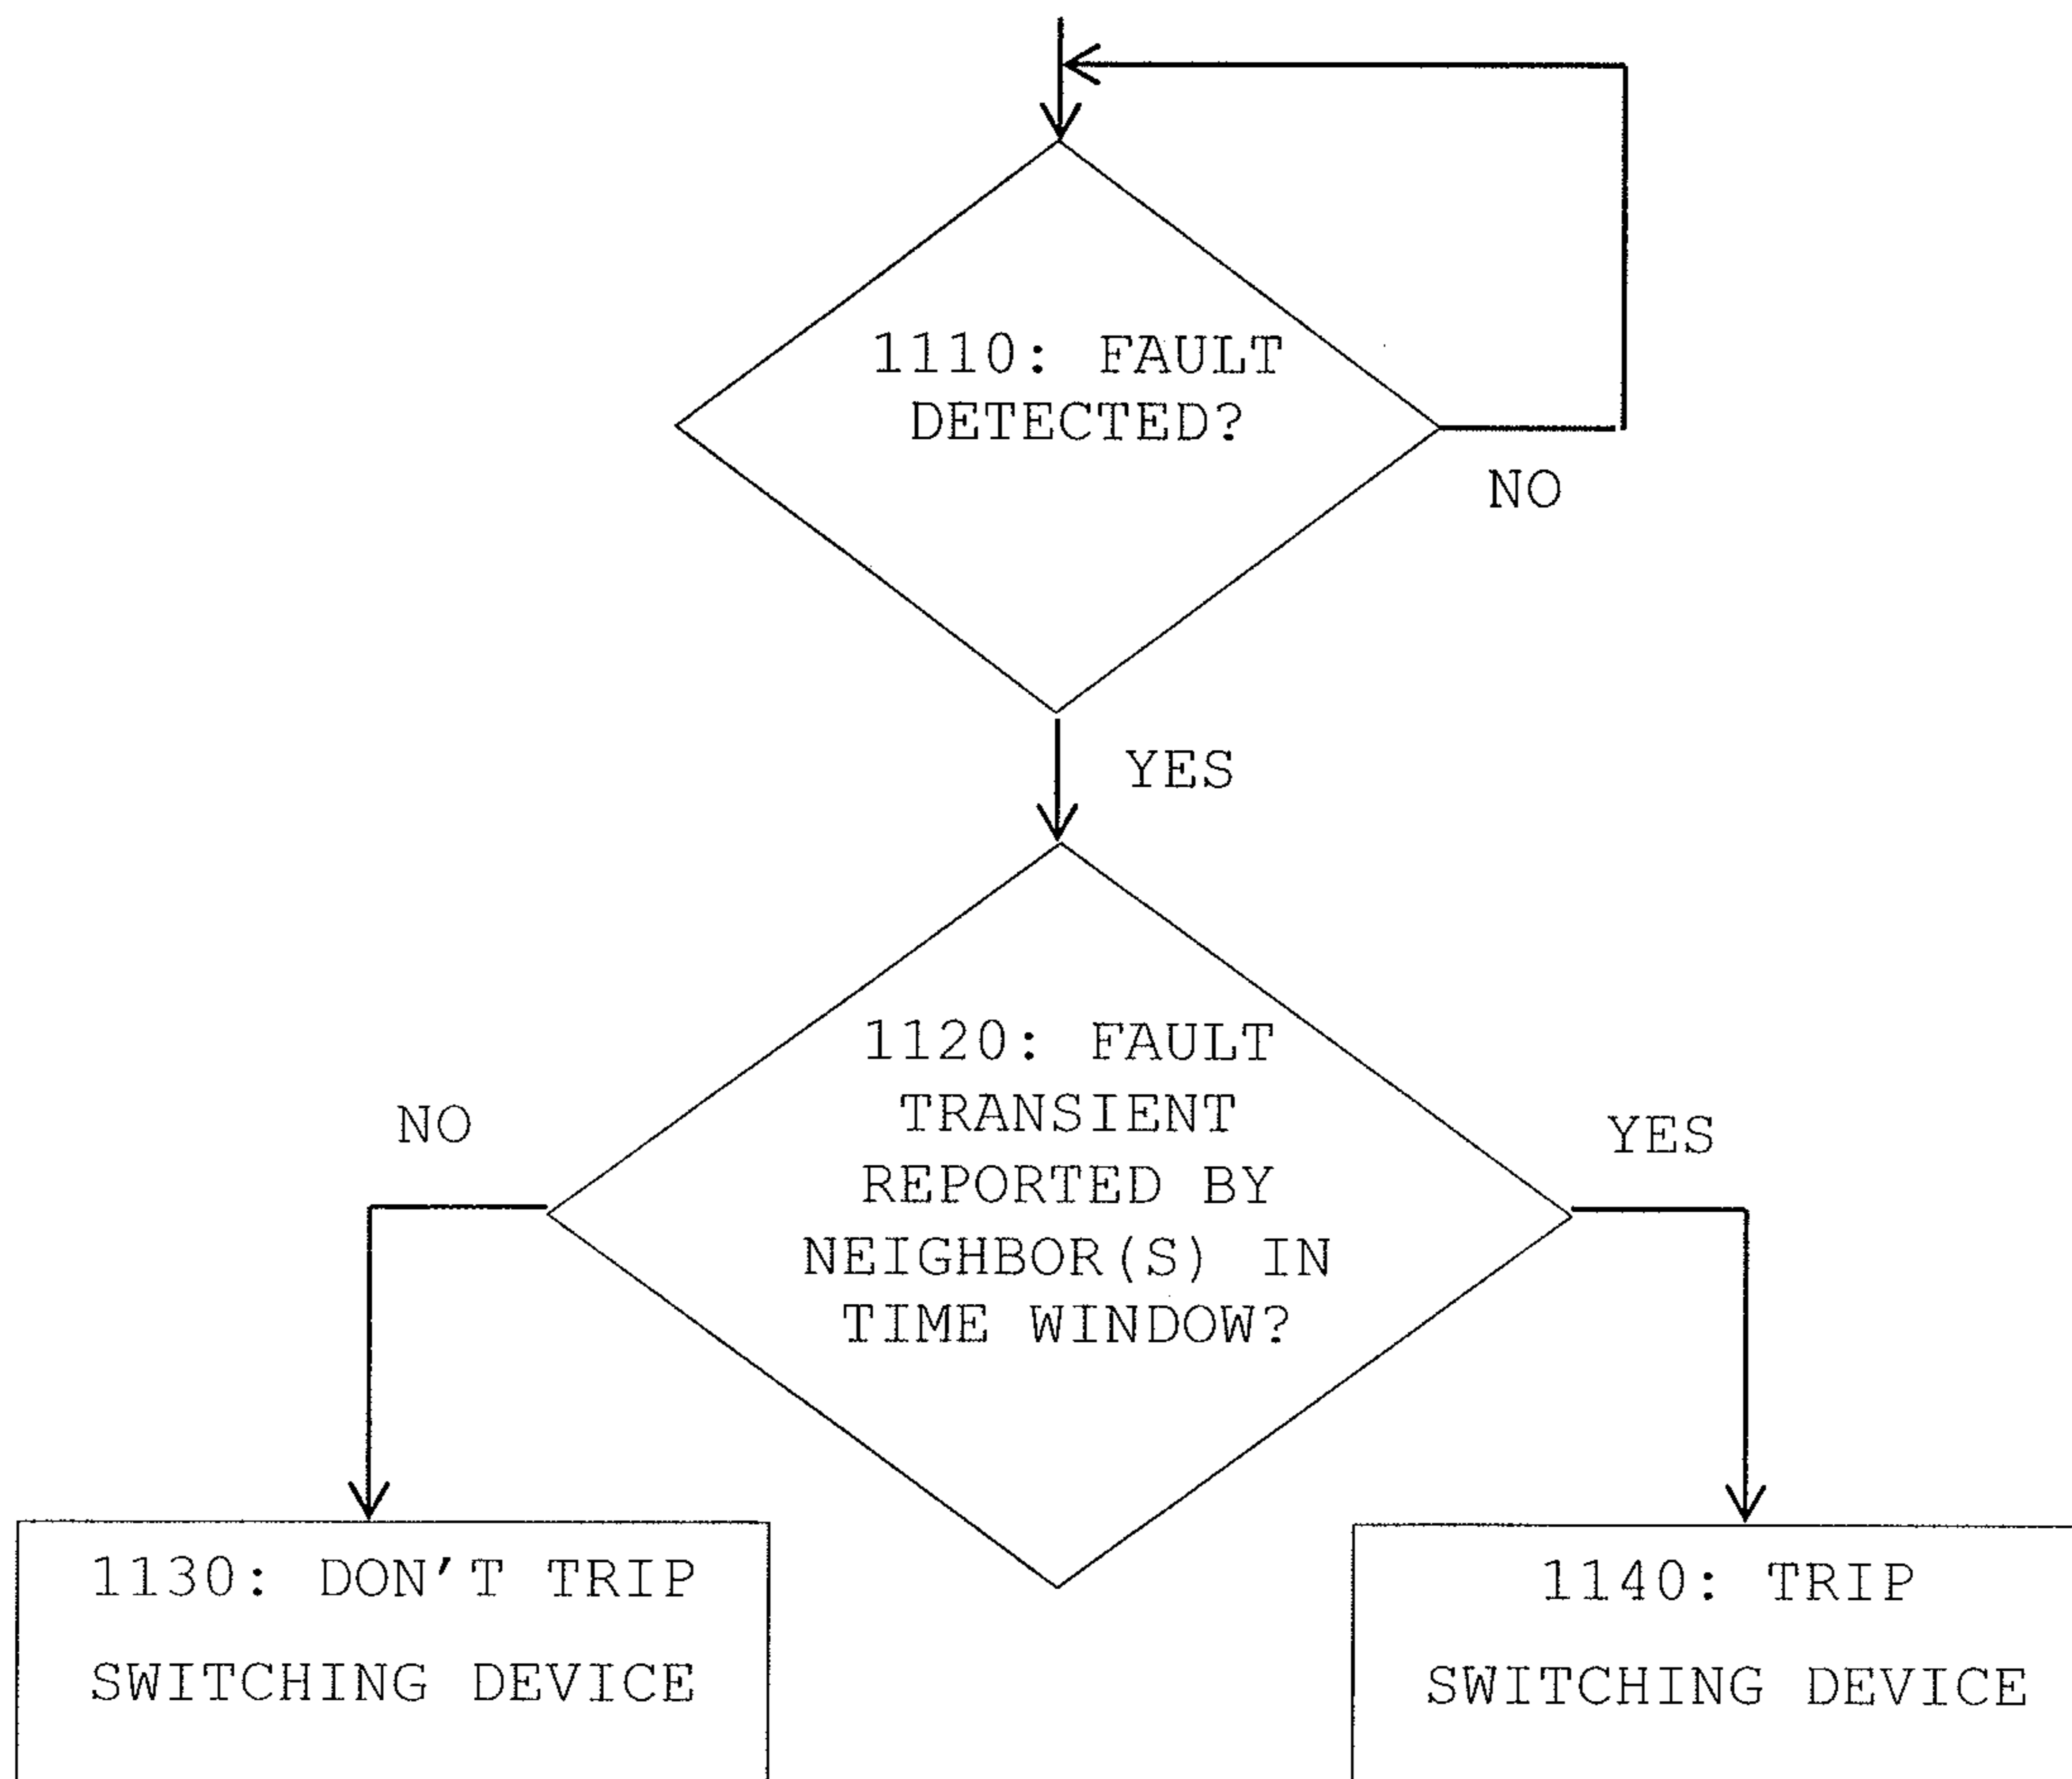 1110: FAULT
DETECTED?
NO
YES
1120: FAULT
TRANSIENT
REPORTED BY
NEIGHBOR(S) IN
TIME WINDOW?
NO
YES
1130: DON'T TRIP
SWITCHING DEVICE
1140: TRIP
SWITCHING DEVICE